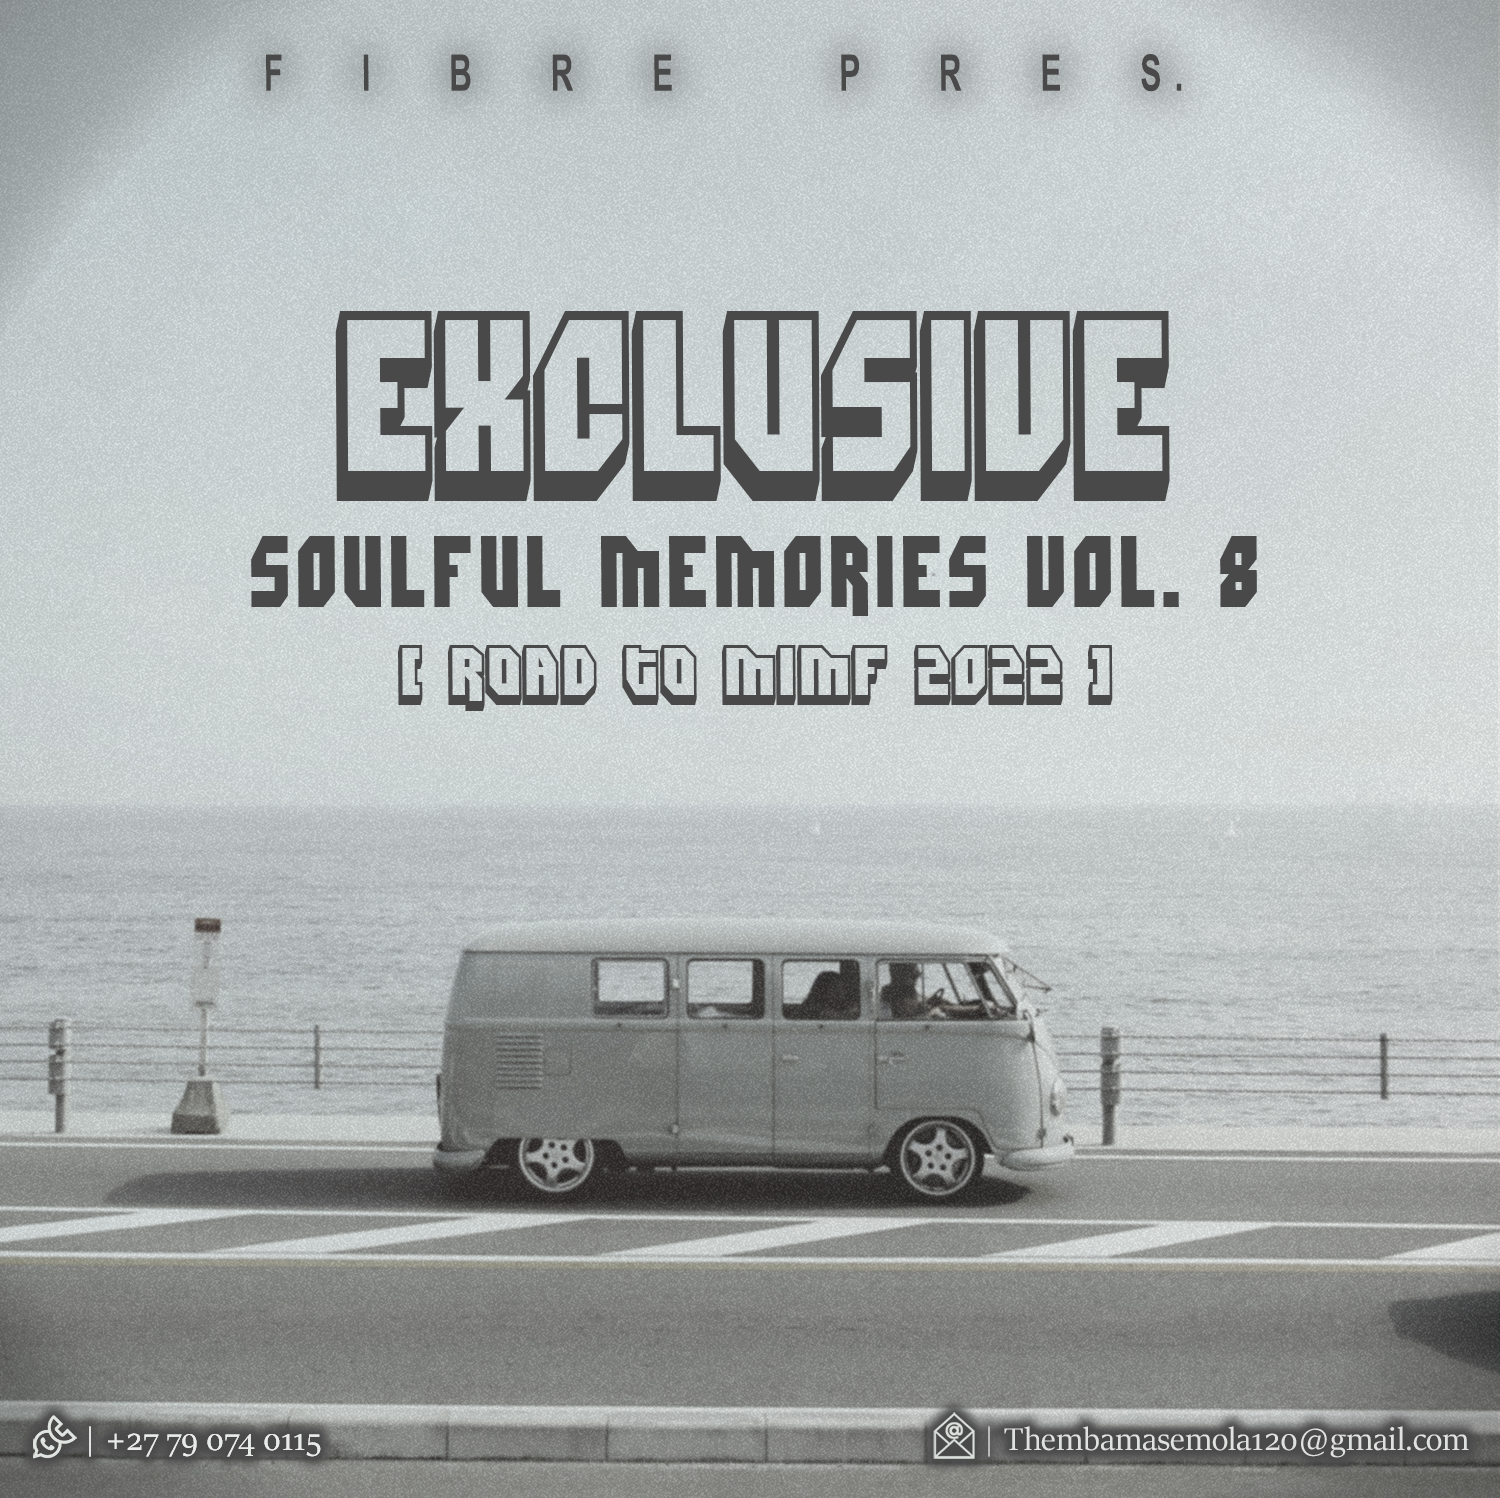 FIBRE PRES.
EXCLUSIVE
SOULFUL MEMORIES VOL. 8
[ ROAD TO MIMF 2022 ]
+27 79 074 0115
Thembamasemola120@gmail.com